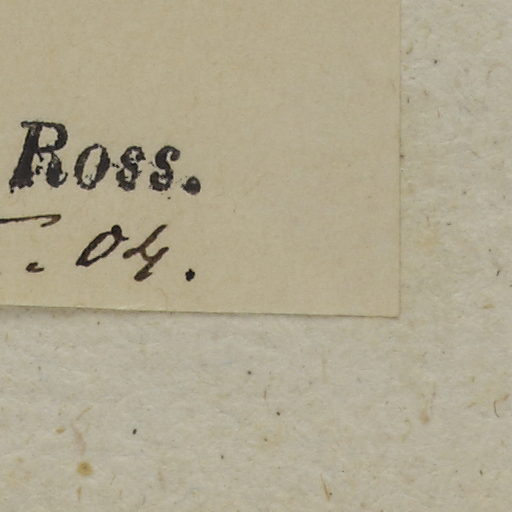 Ross.
. 04.